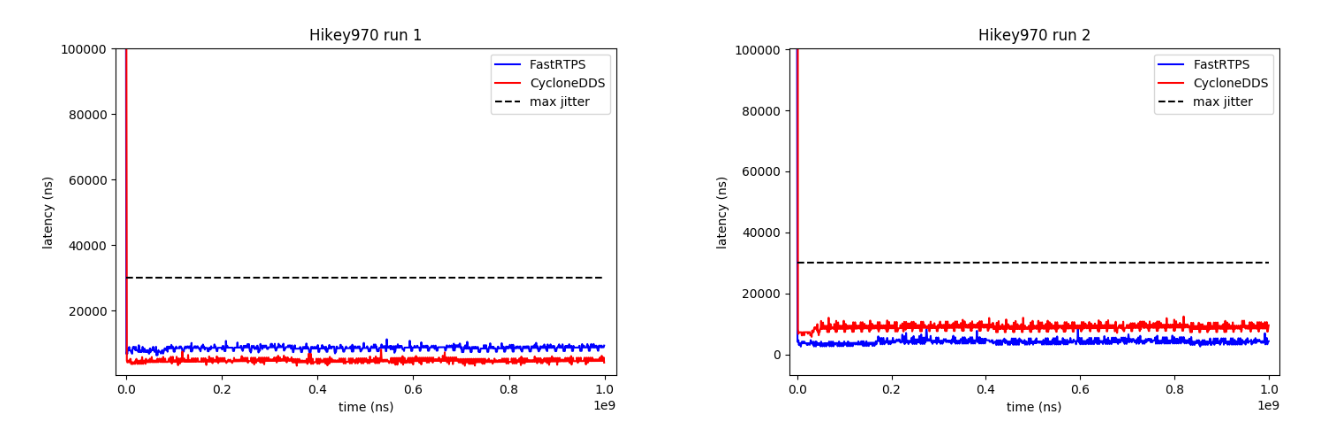 Hikey970 run 1
FastRTPS
CycloneDDS
max jitter
100000
80000
60000
40000
20000
latency (ns)
0.0 0.2 0.4 0.6 0.8 1.0
1e9
time (ns)
Hikey970 run 2
FastRTPS
CycloneDDS
max jitter
100000
80000
60000
40000
20000
0
latency (ns)
0.0 0.2 0.4 0.6 0.8 1.0
1e9
time (ns)